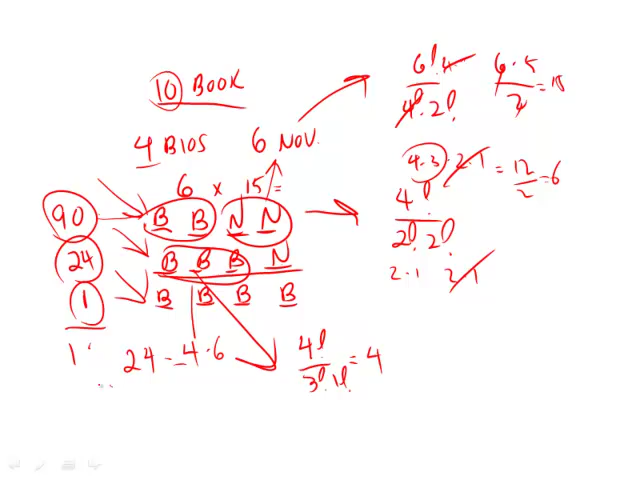 10 BOOK
4 BIOS 6 NOV.
6 x 15 =
90 B B N N
24 B B B N
1 B B B B
1
24 = 4 · 6
4! / 3! 1! = 4
6! / 4! · 2!
6 · 5 / 2 = 15
4 · 3 · 2 · 1 = 12 / 2 = 6
4! / 2! · 2!
2 · 1 2 · 1